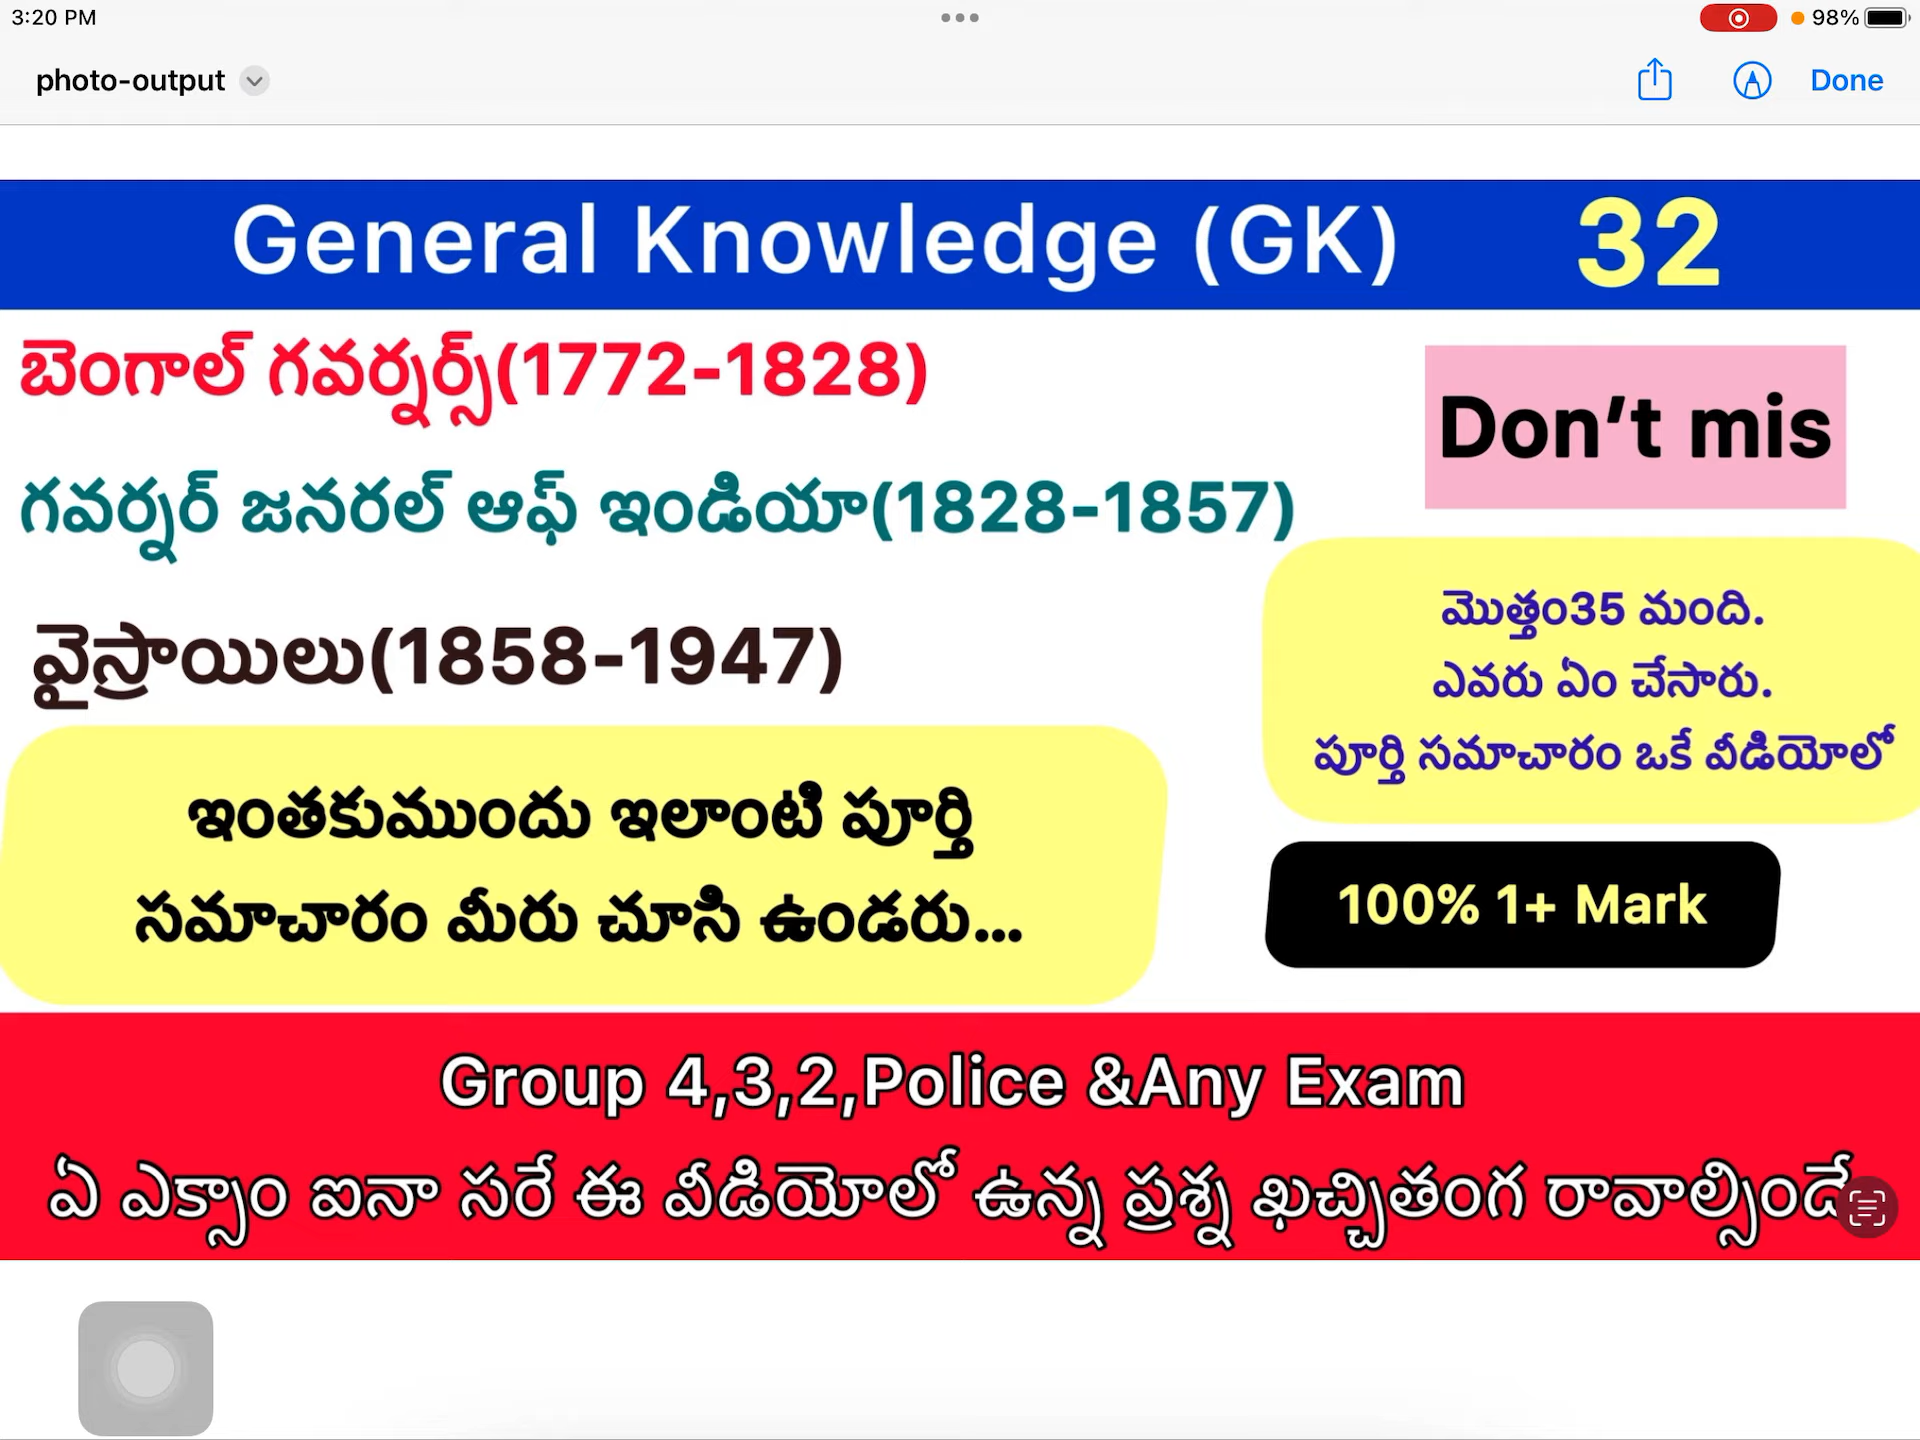 3:20 PM
98%
photo-output
Done
General Knowledge (GK) 32
బెంగాల్ గవర్నర్స్(1772-1828)
Don't mis
గవర్నర్ జనరల్ ఆఫ్ ఇండియా(1828-1857)
వైస్రాయిలు(1858-1947)
మొత్తం35 మంది.
ఎవరు ఏం చేసారు.
పూర్తి సమాచారం ఒకే వీడియోలో
ఇంతకుముందు ఇలాంటి పూర్తి
సమాచారం మీరు చూసి ఉండరు...
100% 1+ Mark
Group 4,3,2,Police &Any Exam
ఏ ఎక్సాం ఐనా సరే ఈ వీడియోలో ఉన్న ప్రశ్న ఖచ్చితంగ రావాల్సిందే